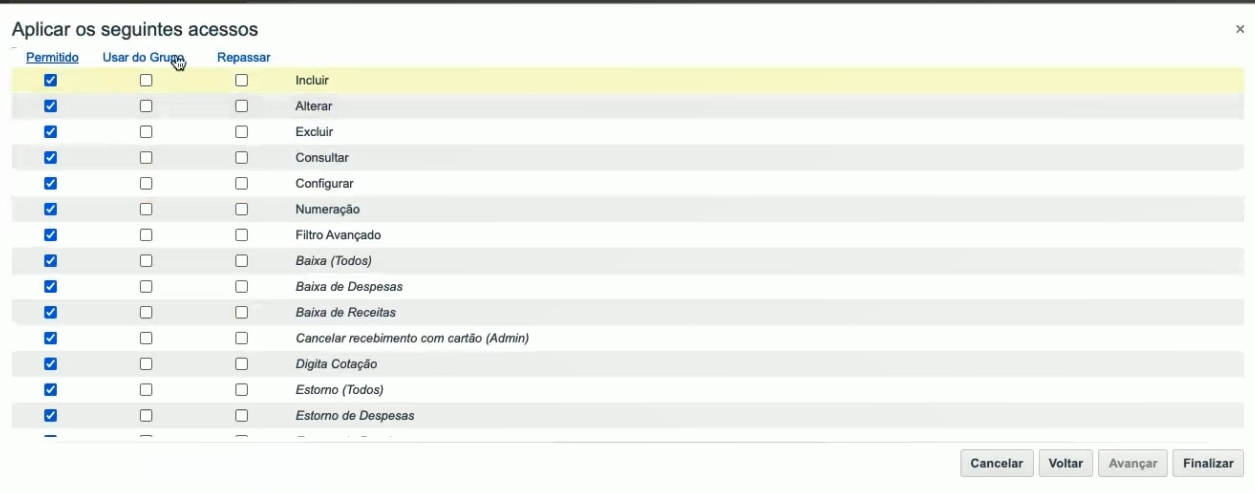 Aplicar os seguintes acessos
×
Permitido Usar do Grupo Repassar
Incluir
Alterar
Excluir
Consultar
Configurar
Numeração
Filtro Avançado
Baixa (Todos)
Baixa de Despesas
Baixa de Receitas
Cancelar recebimento com cartão (Admin)
Digita Cotação
Estorno (Todos)
Estorno de Despesas
Cancelar Voltar Avançar Finalizar